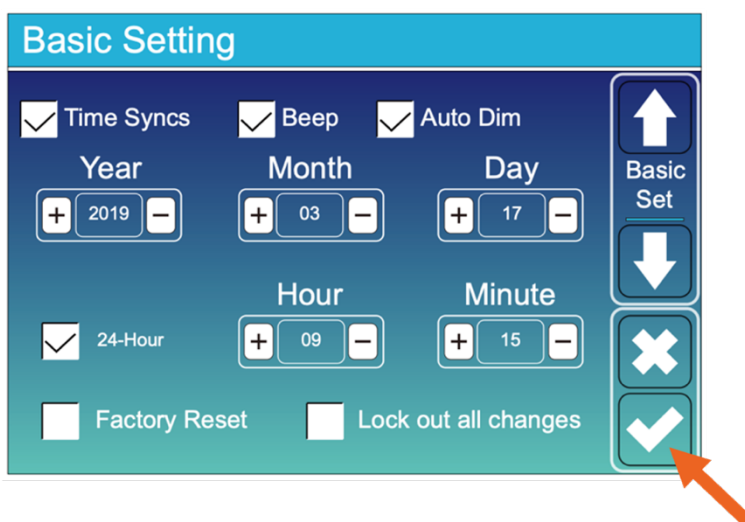 Basic Setting
Time Syncs Beep Auto Dim
Year Month Day
+ 2019 − + 03 − + 17 −
Basic
Set
Hour Minute
24-Hour + 09 − + 15 −
Factory Reset Lock out all changes